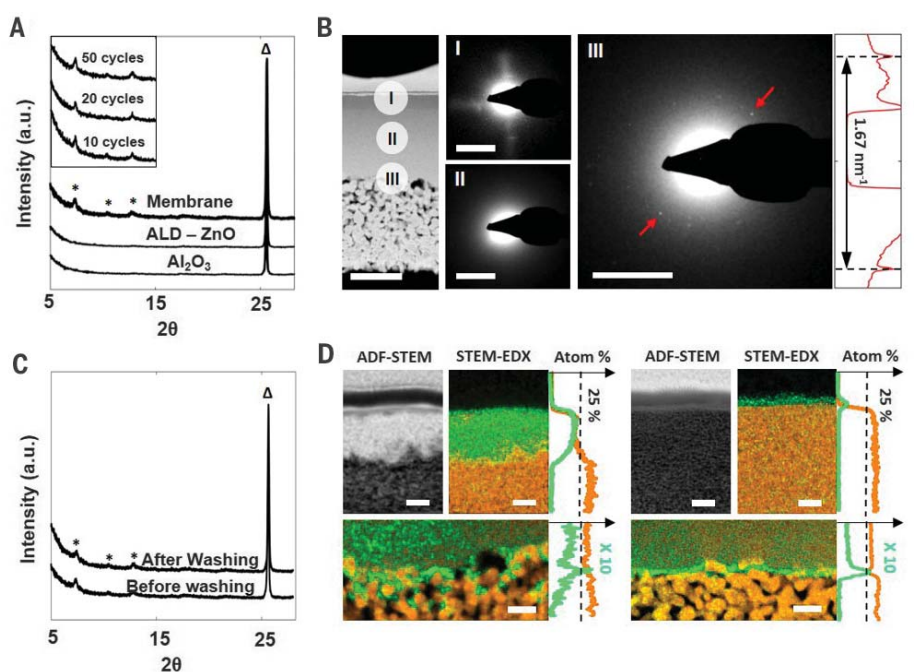 A
Intensity (a.u.)
50 cycles
20 cycles
10 cycles
Δ
* * *
Membrane
ALD – ZnO
Al₂O₃
5 15 25
2θ
B
I
II
III
I
II
III
1.67 nm⁻¹
C
Intensity (a.u.)
Δ
* * *
After Washing
Before washing
5 15 25
2θ
D
ADF-STEM STEM-EDX Atom %
25 %
X 10
ADF-STEM STEM-EDX Atom %
25 %
X 10